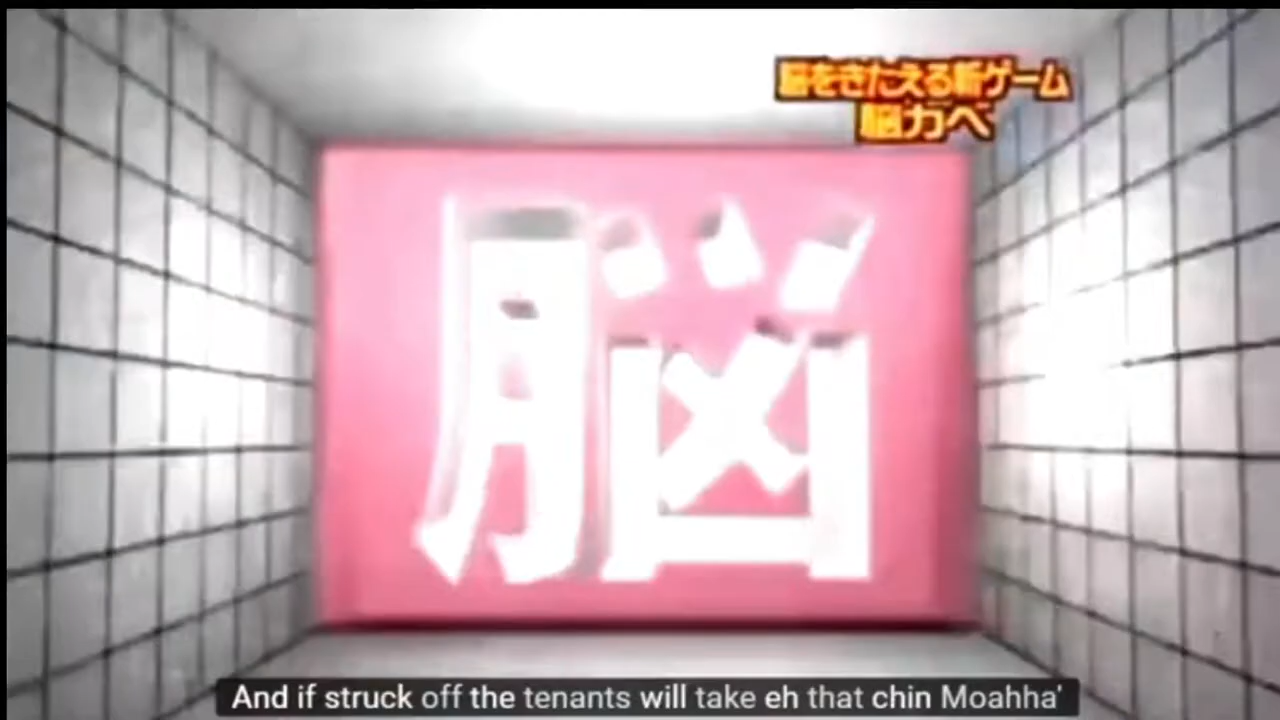 脳をきたえる新ゲーム
脳カベ
脳
And if struck off the tenants will take eh that chin Moahha'